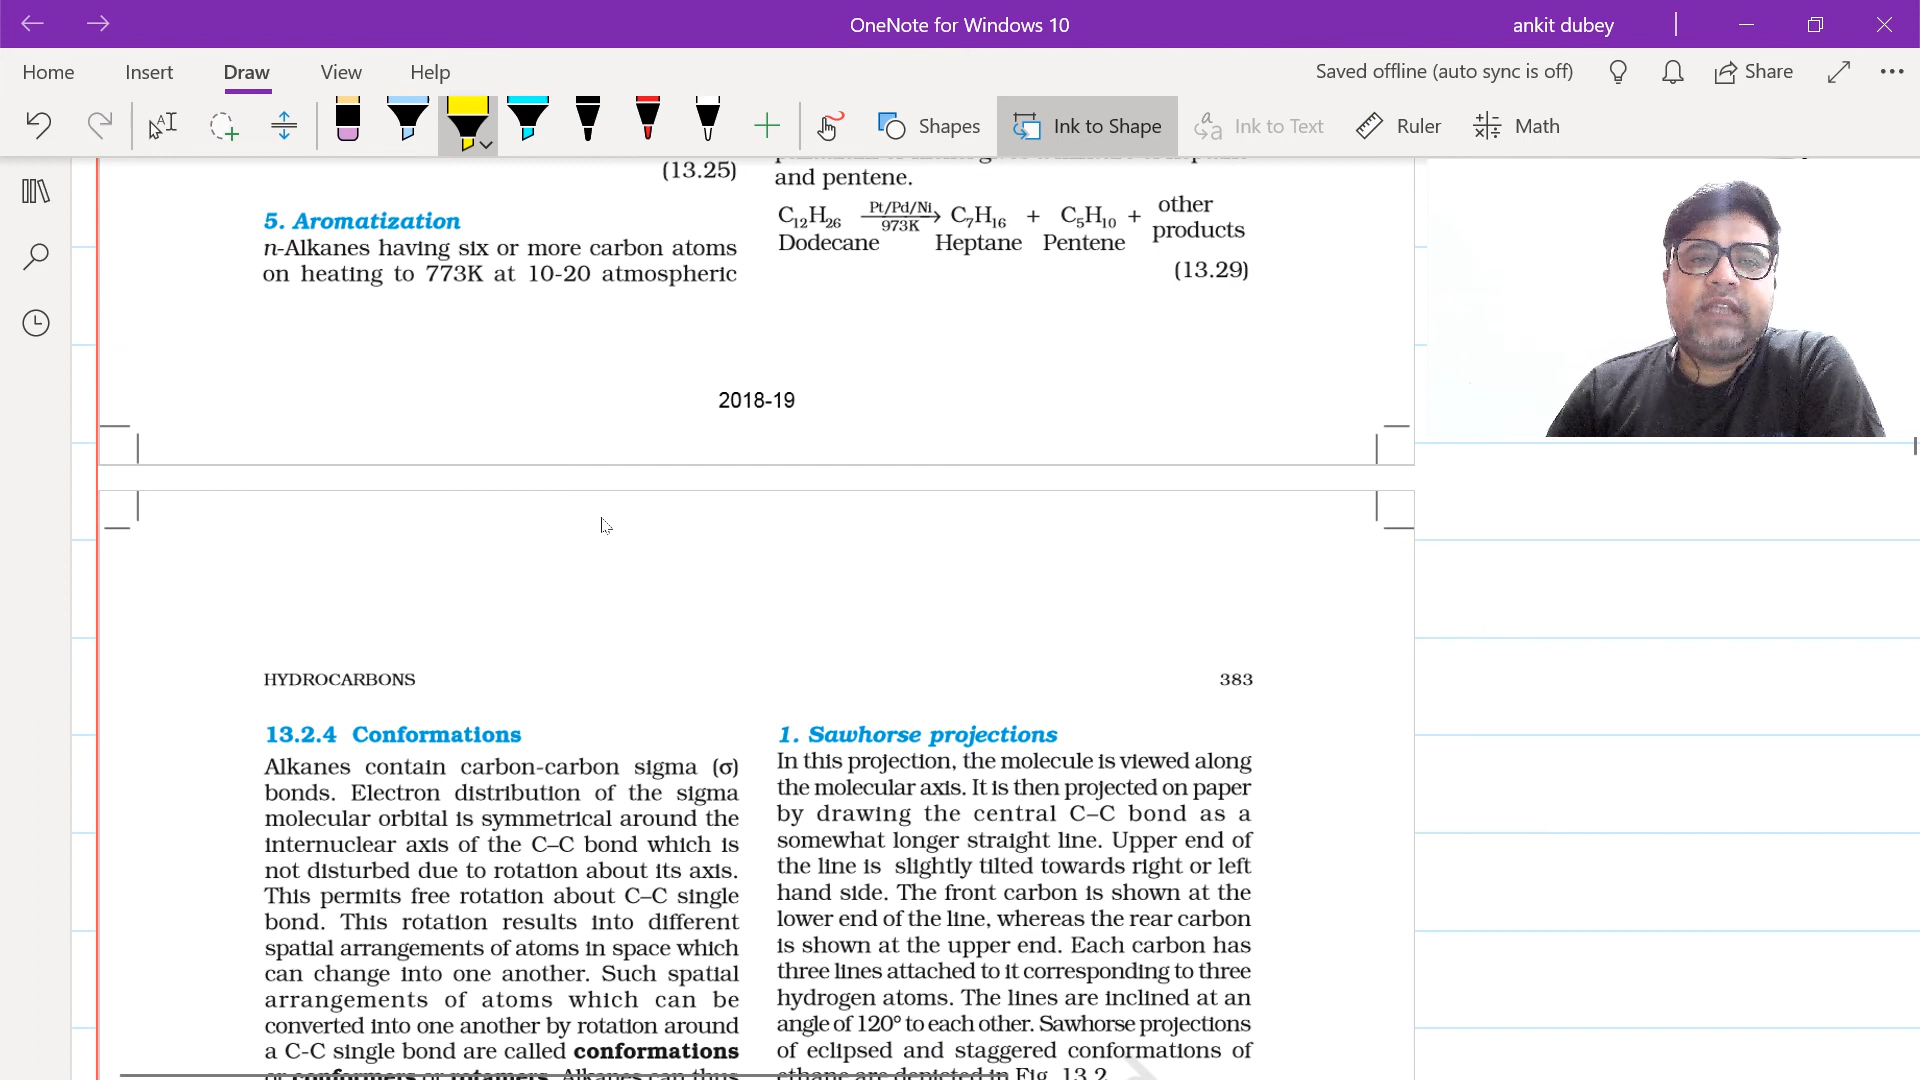 OneNote for Windows 10
ankit dubey
Home Insert Draw View Help
Saved offline (auto sync is off)
Share
Shapes
Ink to Shape
Ink to Text
Ruler
Math
(13.25)
5. Aromatization
n-Alkanes having six or more carbon atoms
on heating to 773K at 10-20 atmospheric
and pentene.
C₁₂H₂₆ Pt/Pd/Ni 973K → C₇H₁₆ + C₅H₁₀ + other products
Dodecane Heptane Pentene
(13.29)
2018-19
HYDROCARBONS
383
13.2.4 Conformations
Alkanes contain carbon-carbon sigma (σ)
bonds. Electron distribution of the sigma
molecular orbital is symmetrical around the
internuclear axis of the C–C bond which is
not disturbed due to rotation about its axis.
This permits free rotation about C–C single
bond. This rotation results into different
spatial arrangements of atoms in space which
can change into one another. Such spatial
arrangements of atoms which can be
converted into one another by rotation around
a C-C single bond are called conformations
or conformers or rotamers. Alkanes can thus
1. Sawhorse projections
In this projection, the molecule is viewed along
the molecular axis. It is then projected on paper
by drawing the central C–C bond as a
somewhat longer straight line. Upper end of
the line is slightly tilted towards right or left
hand side. The front carbon is shown at the
lower end of the line, whereas the rear carbon
is shown at the upper end. Each carbon has
three lines attached to it corresponding to three
hydrogen atoms. The lines are inclined at an
angle of 120° to each other. Sawhorse projections
of eclipsed and staggered conformations of
ethane are depicted in Fig. 13.2